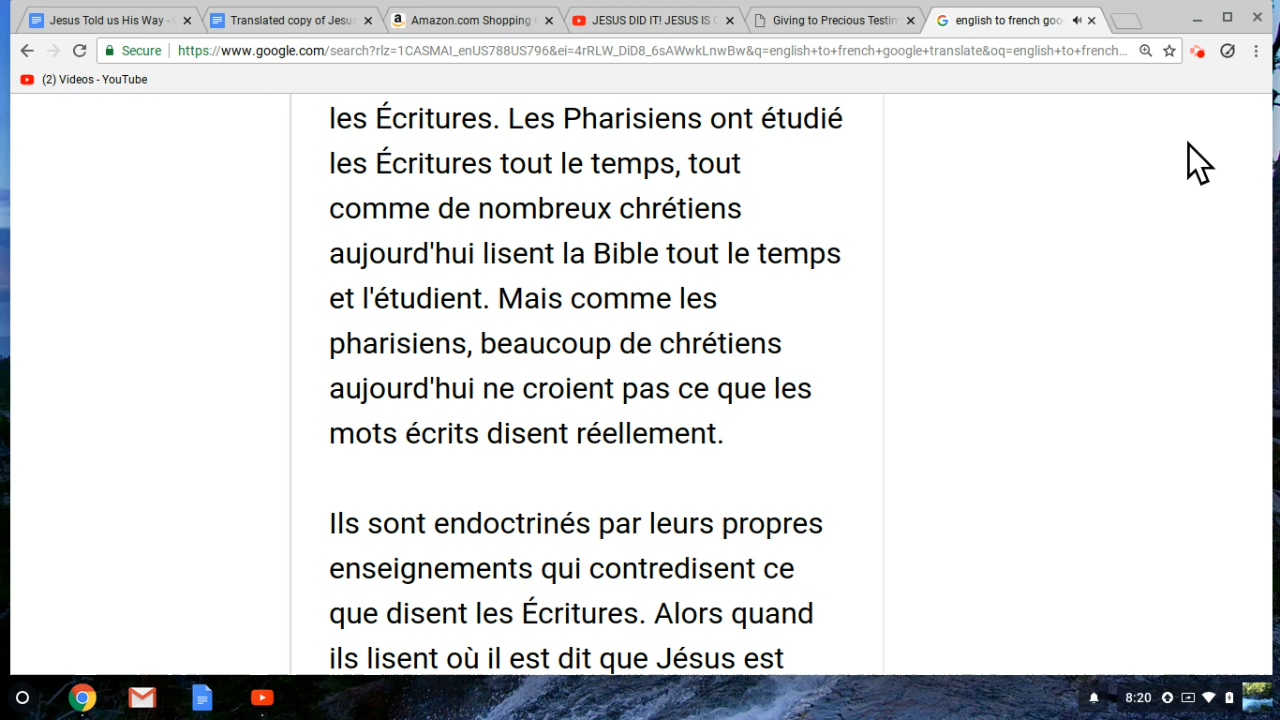 Jesus Told us His Way -
Translated copy of Jesus
Amazon.com Shopping
JESUS DID IT! JESUS IS
Giving to Precious Testin
english to french goo
Secure
https://www.google.com/search?rlz=1CASMAI_enUS788US796&ei=4rRLW_DiD8_6sAWwkLnwBw&q=english+to+french+google+translate&oq=english+to+french...
(2) Videos - YouTube
les Écritures. Les Pharisiens ont étudié
les Écritures tout le temps, tout
comme de nombreux chrétiens
aujourd'hui lisent la Bible tout le temps
et l'étudient. Mais comme les
pharisiens, beaucoup de chrétiens
aujourd'hui ne croient pas ce que les
mots écrits disent réellement.
Ils sont endoctrinés par leurs propres
enseignements qui contredisent ce
que disent les Écritures. Alors quand
ils lisent où il est dit que Jésus est
8:20